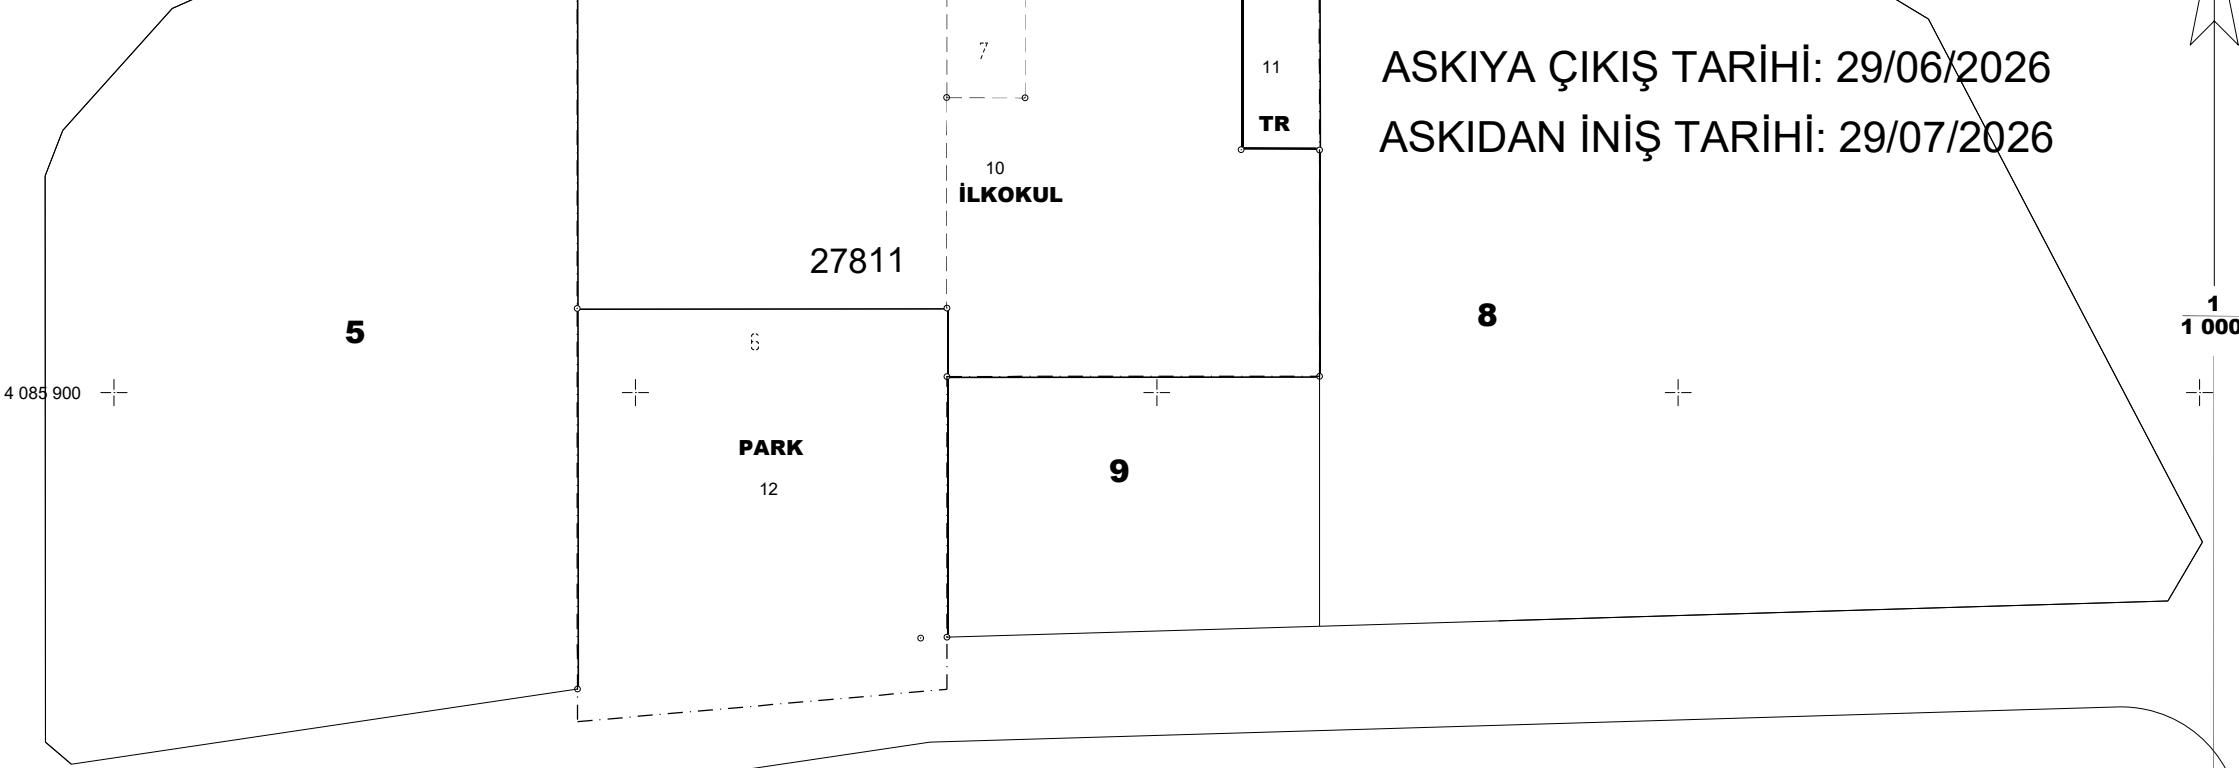 7
11
ASKIYA ÇIKIŞ TARİHİ: 29/06/2026
TR
ASKIDAN İNİŞ TARİHİ: 29/07/2026
10
İLKOKUL
27811
5
6
8
1
1 000
4 085 900
PARK
9
12